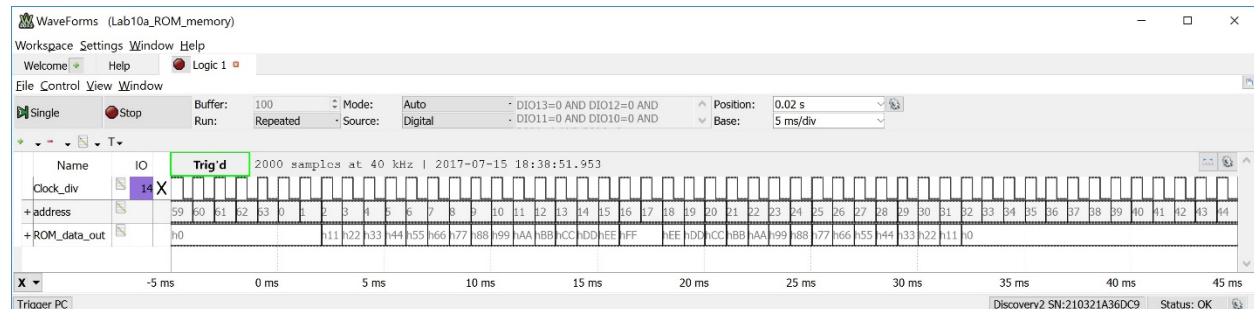 WaveForms (Lab10a_ROM_memory)
Workspace Settings Window Help
Welcome Help Logic 1
File Control View Window
Single Stop Buffer: 100 Mode: Auto DIO13=0 AND DIO12=0 AND Position: 0.02 s
Run: Repeated Source: Digital DIO11=0 AND DIO10=0 AND Base: 5 ms/div
T
Name IO Trig'd 2000 samples at 40 kHz | 2017-07-15 18:38:51.953
Clock_div 14 X
+ address 59 60 61 62 63 0 1 2 3 4 5 6 7 8 9 10 11 12 13 14 15 16 17 18 19 20 21 22 23 24 25 26 27 28 29 30 31 32 33 34 35 36 37 38 39 40 41 42 43 44
+ ROM_data_out h0 h11 h22 h33 h44 h55 h66 h77 h88 h99 hAA hBB hCC hDD hEE hFF hEE hDD hCC hBB hAA h99 h88 h77 h66 h55 h44 h33 h22 h11 h0
X -5 ms 0 ms 5 ms 10 ms 15 ms 20 ms 25 ms 30 ms 35 ms 40 ms 45 ms
Trigger PC Discovery2 SN:210321A36DC9 Status: OK